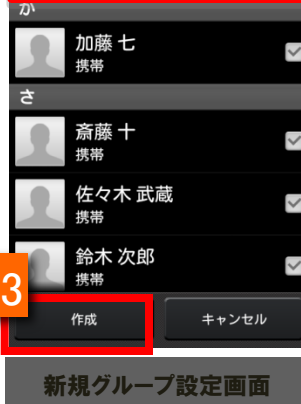 か
加藤 七
携帯
さ
斎藤 十
携帯
佐々木 武蔵
携帯
鈴木 次郎
携帯
3
作成 キャンセル
新規グループ設定画面